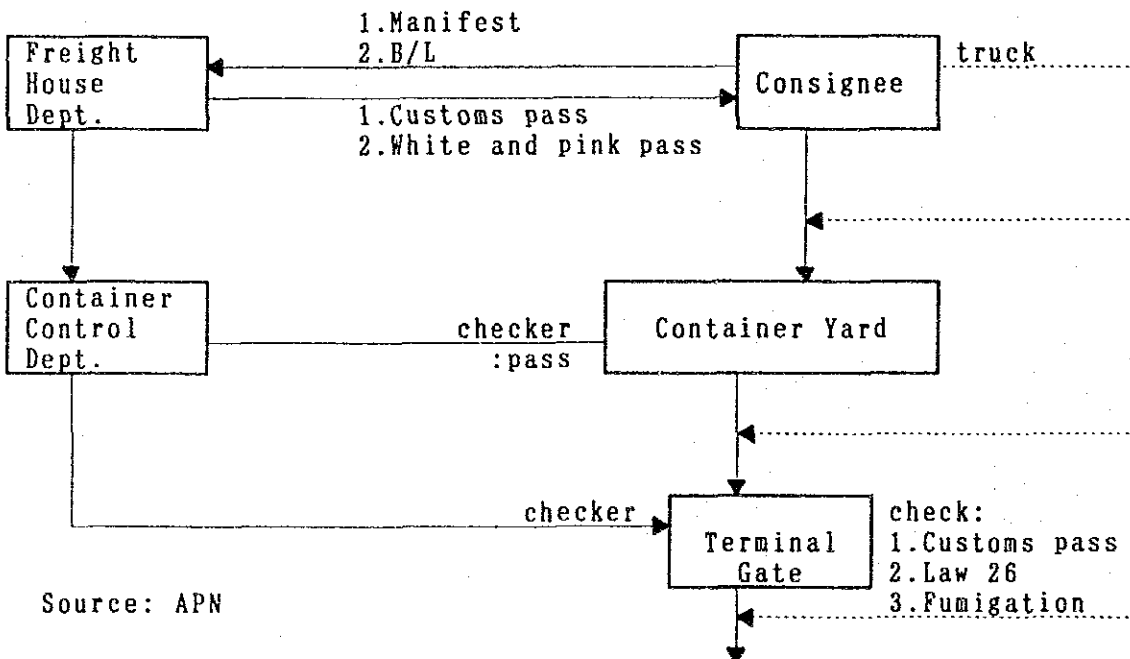 1.Manifest
2.B/L
Freight
House
Dept.
Consignee
truck
1.Customs pass
2.White and pink pass
Container
Control
Dept.
checker
:pass
Container Yard
checker
Terminal
Gate
check:
1.Customs pass
2.Law 26
3.Fumigation
Source: APN